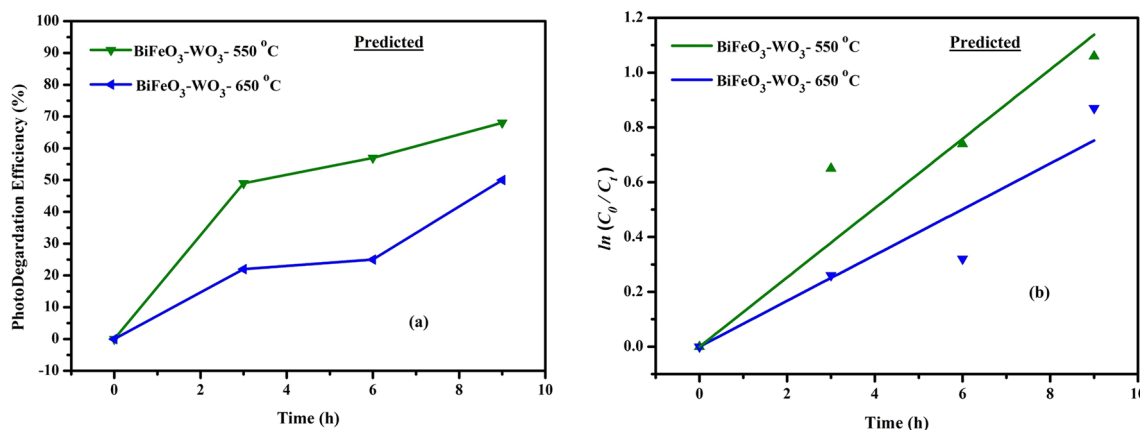 100
90
80
70
60
50
40
30
20
10
0
-10
PhotoDegardation Efficiency (%)
BiFeO3-WO3- 550 °C
BiFeO3-WO3- 650 °C
Predicted
(a)
0 2 4 6 8 10
Time (h)
1.2
1.0
0.8
0.6
0.4
0.2
0.0
ln (C0 / Ct)
BiFeO3-WO3- 550 °C
BiFeO3-WO3- 650 °C
Predicted
(b)
0 2 4 6 8 10
Time (h)